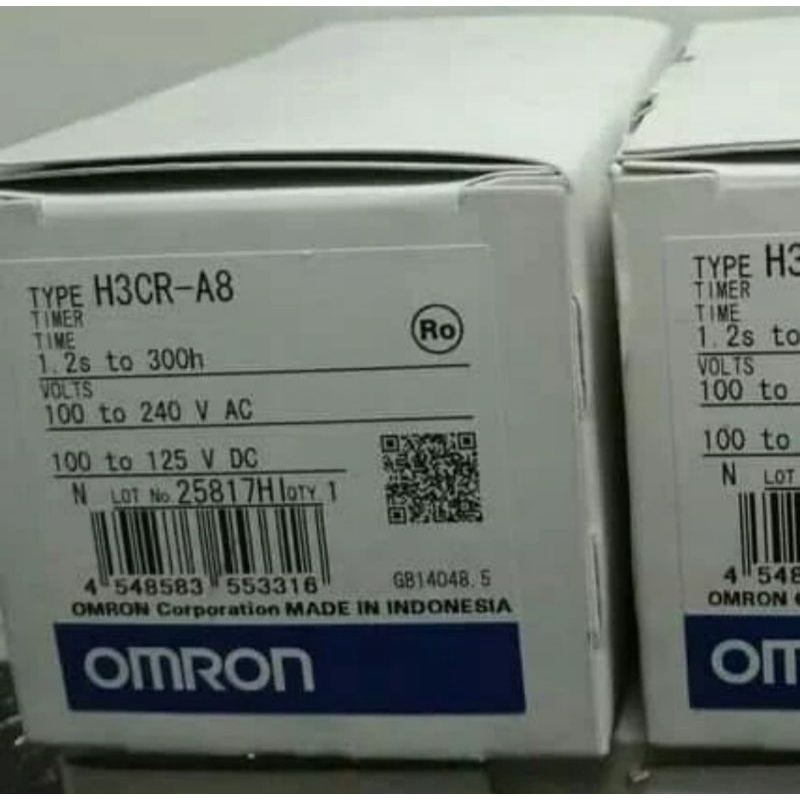 TYPE H3CR-A8
TIMER
TIME
1.2s to 300h
Ro
VOLTS
100 to 240 V AC
100 to 125 V DC
N LOT No. 25817HI QTY 1
4 548583 553316
GB14048.5
OMRON Corporation MADE IN INDONESIA
OMRON
TYPE H3
TIMER
TIME
1.2s to
VOLTS
100 to
100 to
N LOT
4 548
OMRON
OM